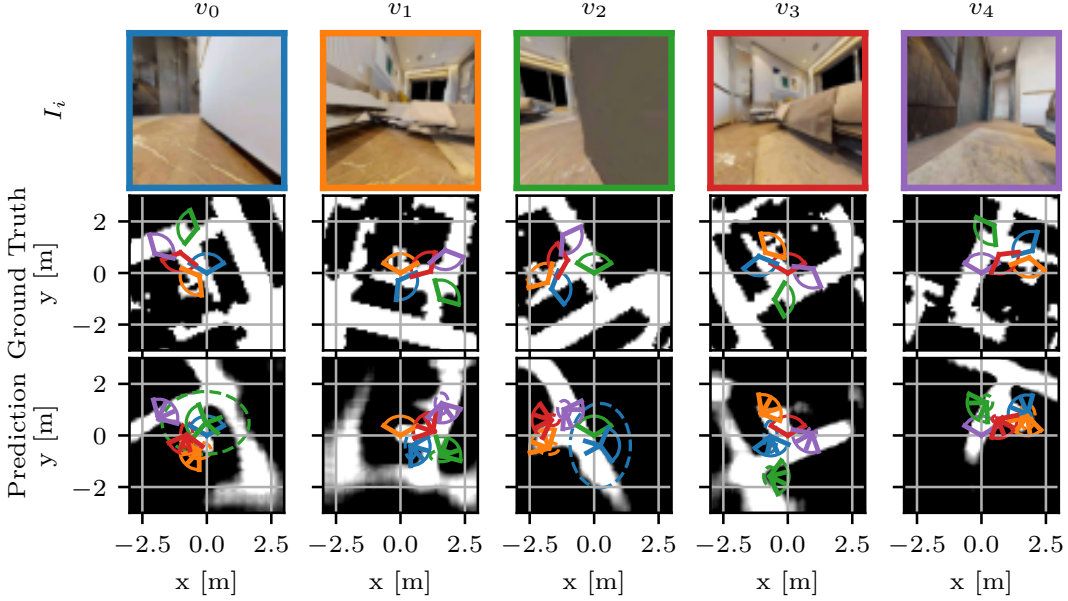 v0 v1 v2 v3 v4
Ii
Ground Truth
y [m]
2
0
−2
Prediction
y [m]
2
0
−2
−2.5 0.0 2.5 −2.5 0.0 2.5 −2.5 0.0 2.5 −2.5 0.0 2.5 −2.5 0.0 2.5
x [m] x [m] x [m] x [m] x [m]